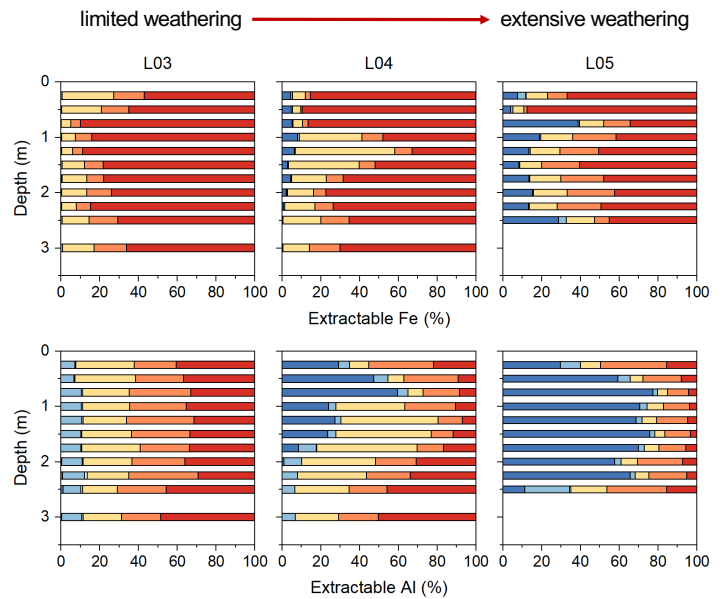 limited weathering extensive weathering
L03 L04 L05
0
1
2
3
Depth (m)
0 20 40 60 80 100 0 20 40 60 80 100 0 20 40 60 80 100
Extractable Fe (%)
0
1
2
3
Depth (m)
0 20 40 60 80 100 0 20 40 60 80 100 0 20 40 60 80 100
Extractable Al (%)